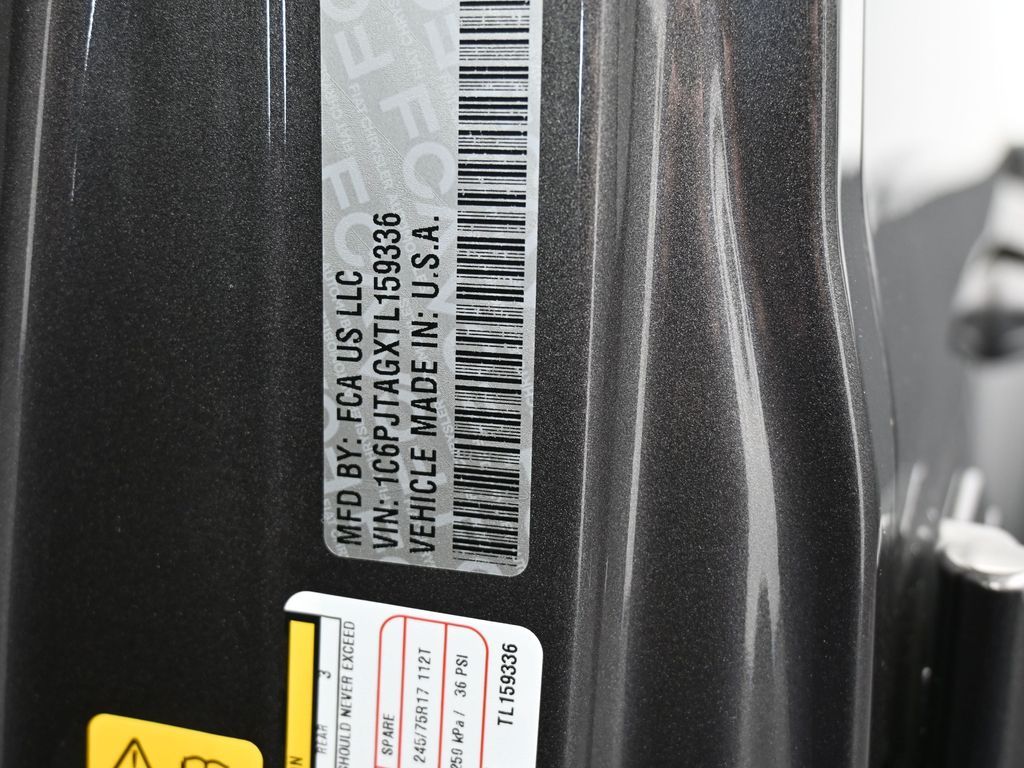 MFD BY: FCA US LLC
VIN: 1C6PJTAGXTL159336
VEHICLE MADE IN: U.S.A.
N
REAR 3
SHOULD NEVER EXCEED
SPARE
245/75R17 112T
250 kPa / 36 PSI
TL159336